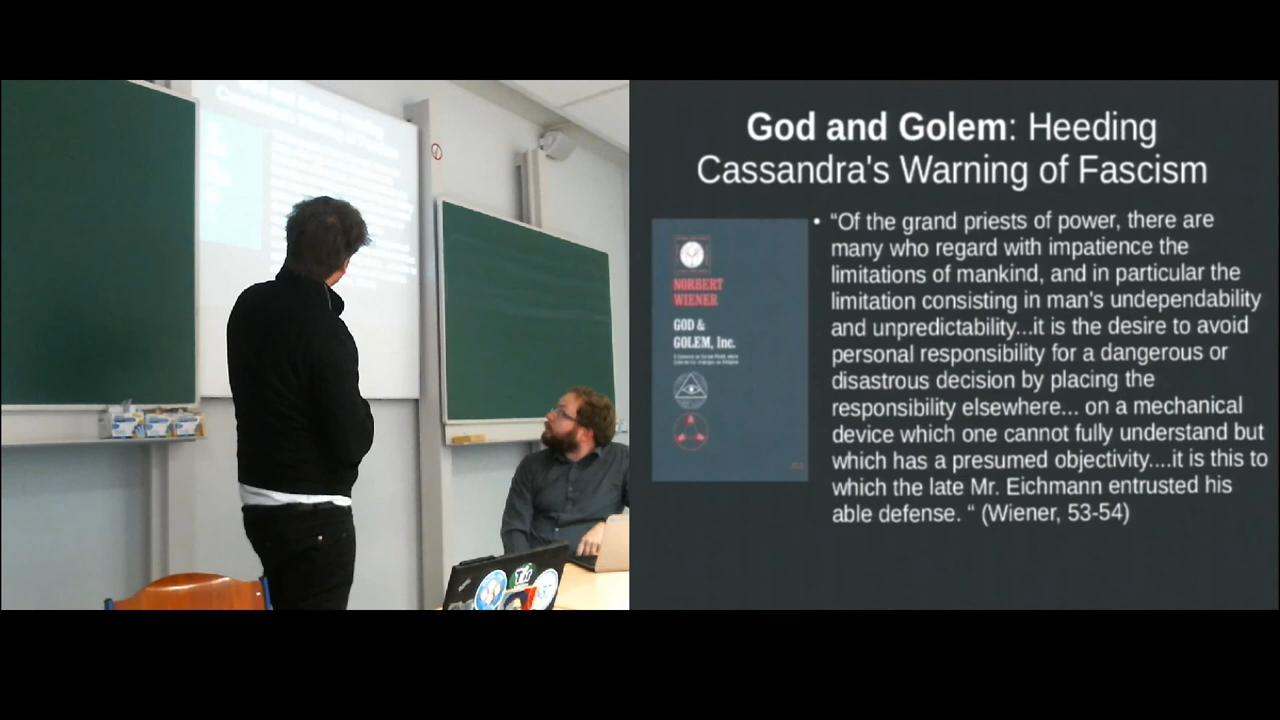 God and Golem: Heeding
Cassandra's Warning of Fascism
• “Of the grand priests of power, there are
many who regard with impatience the
limitations of mankind, and in particular the
limitation consisting in man's undependability
and unpredictability...it is the desire to avoid
personal responsibility for a dangerous or
disastrous decision by placing the
responsibility elsewhere... on a mechanical
device which one cannot fully understand but
which has a presumed objectivity....it is this to
which the late Mr. Eichmann entrusted his
able defense. “ (Wiener, 53-54)
NORBERT
WIENER
GOD &
GOLEM, Inc.